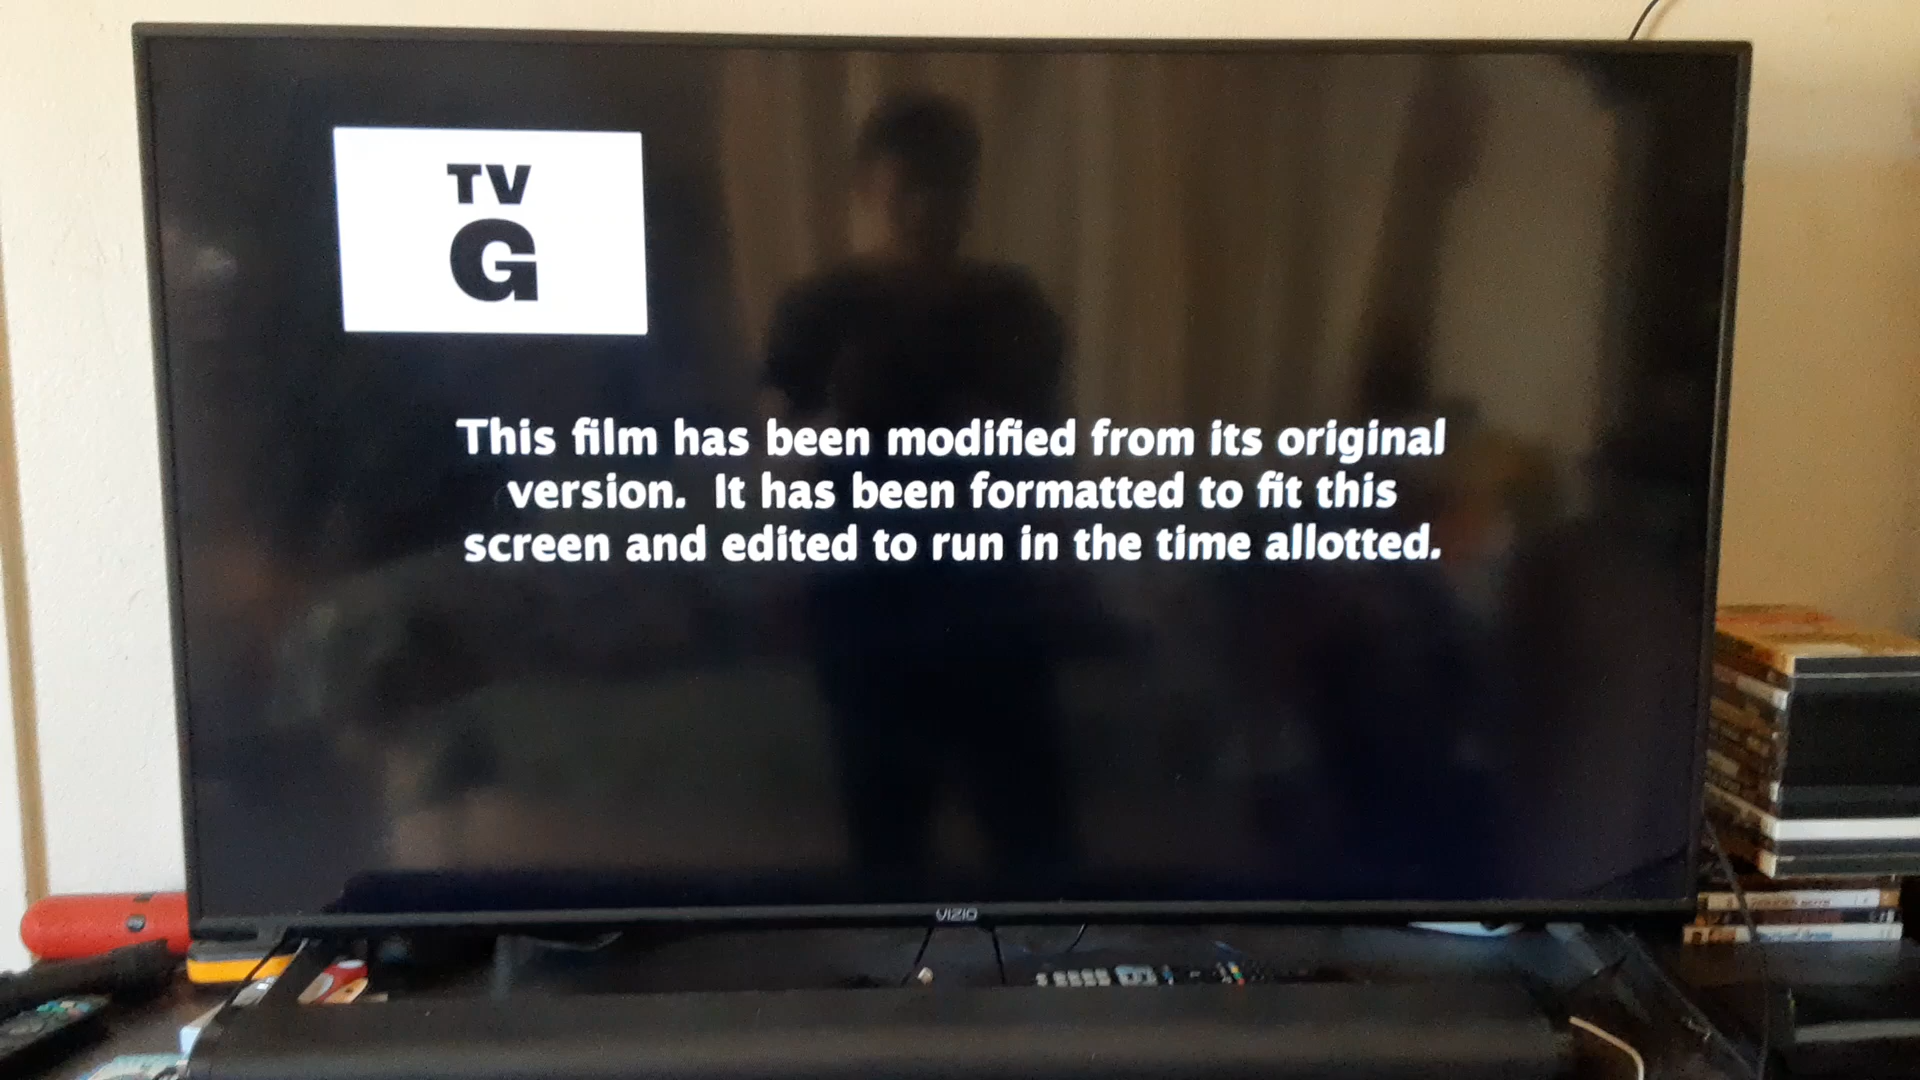 TV
G
This film has been modified from its original
version.  It has been formatted to fit this
screen and edited to run in the time allotted.
VIZIO